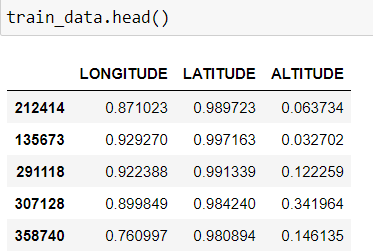 train_data.head()
LONGITUDE LATITUDE ALTITUDE
212414 0.871023 0.989723 0.063734
135673 0.929270 0.997163 0.032702
291118 0.922388 0.991339 0.122259
307128 0.899849 0.984240 0.341964
358740 0.760997 0.980894 0.146135